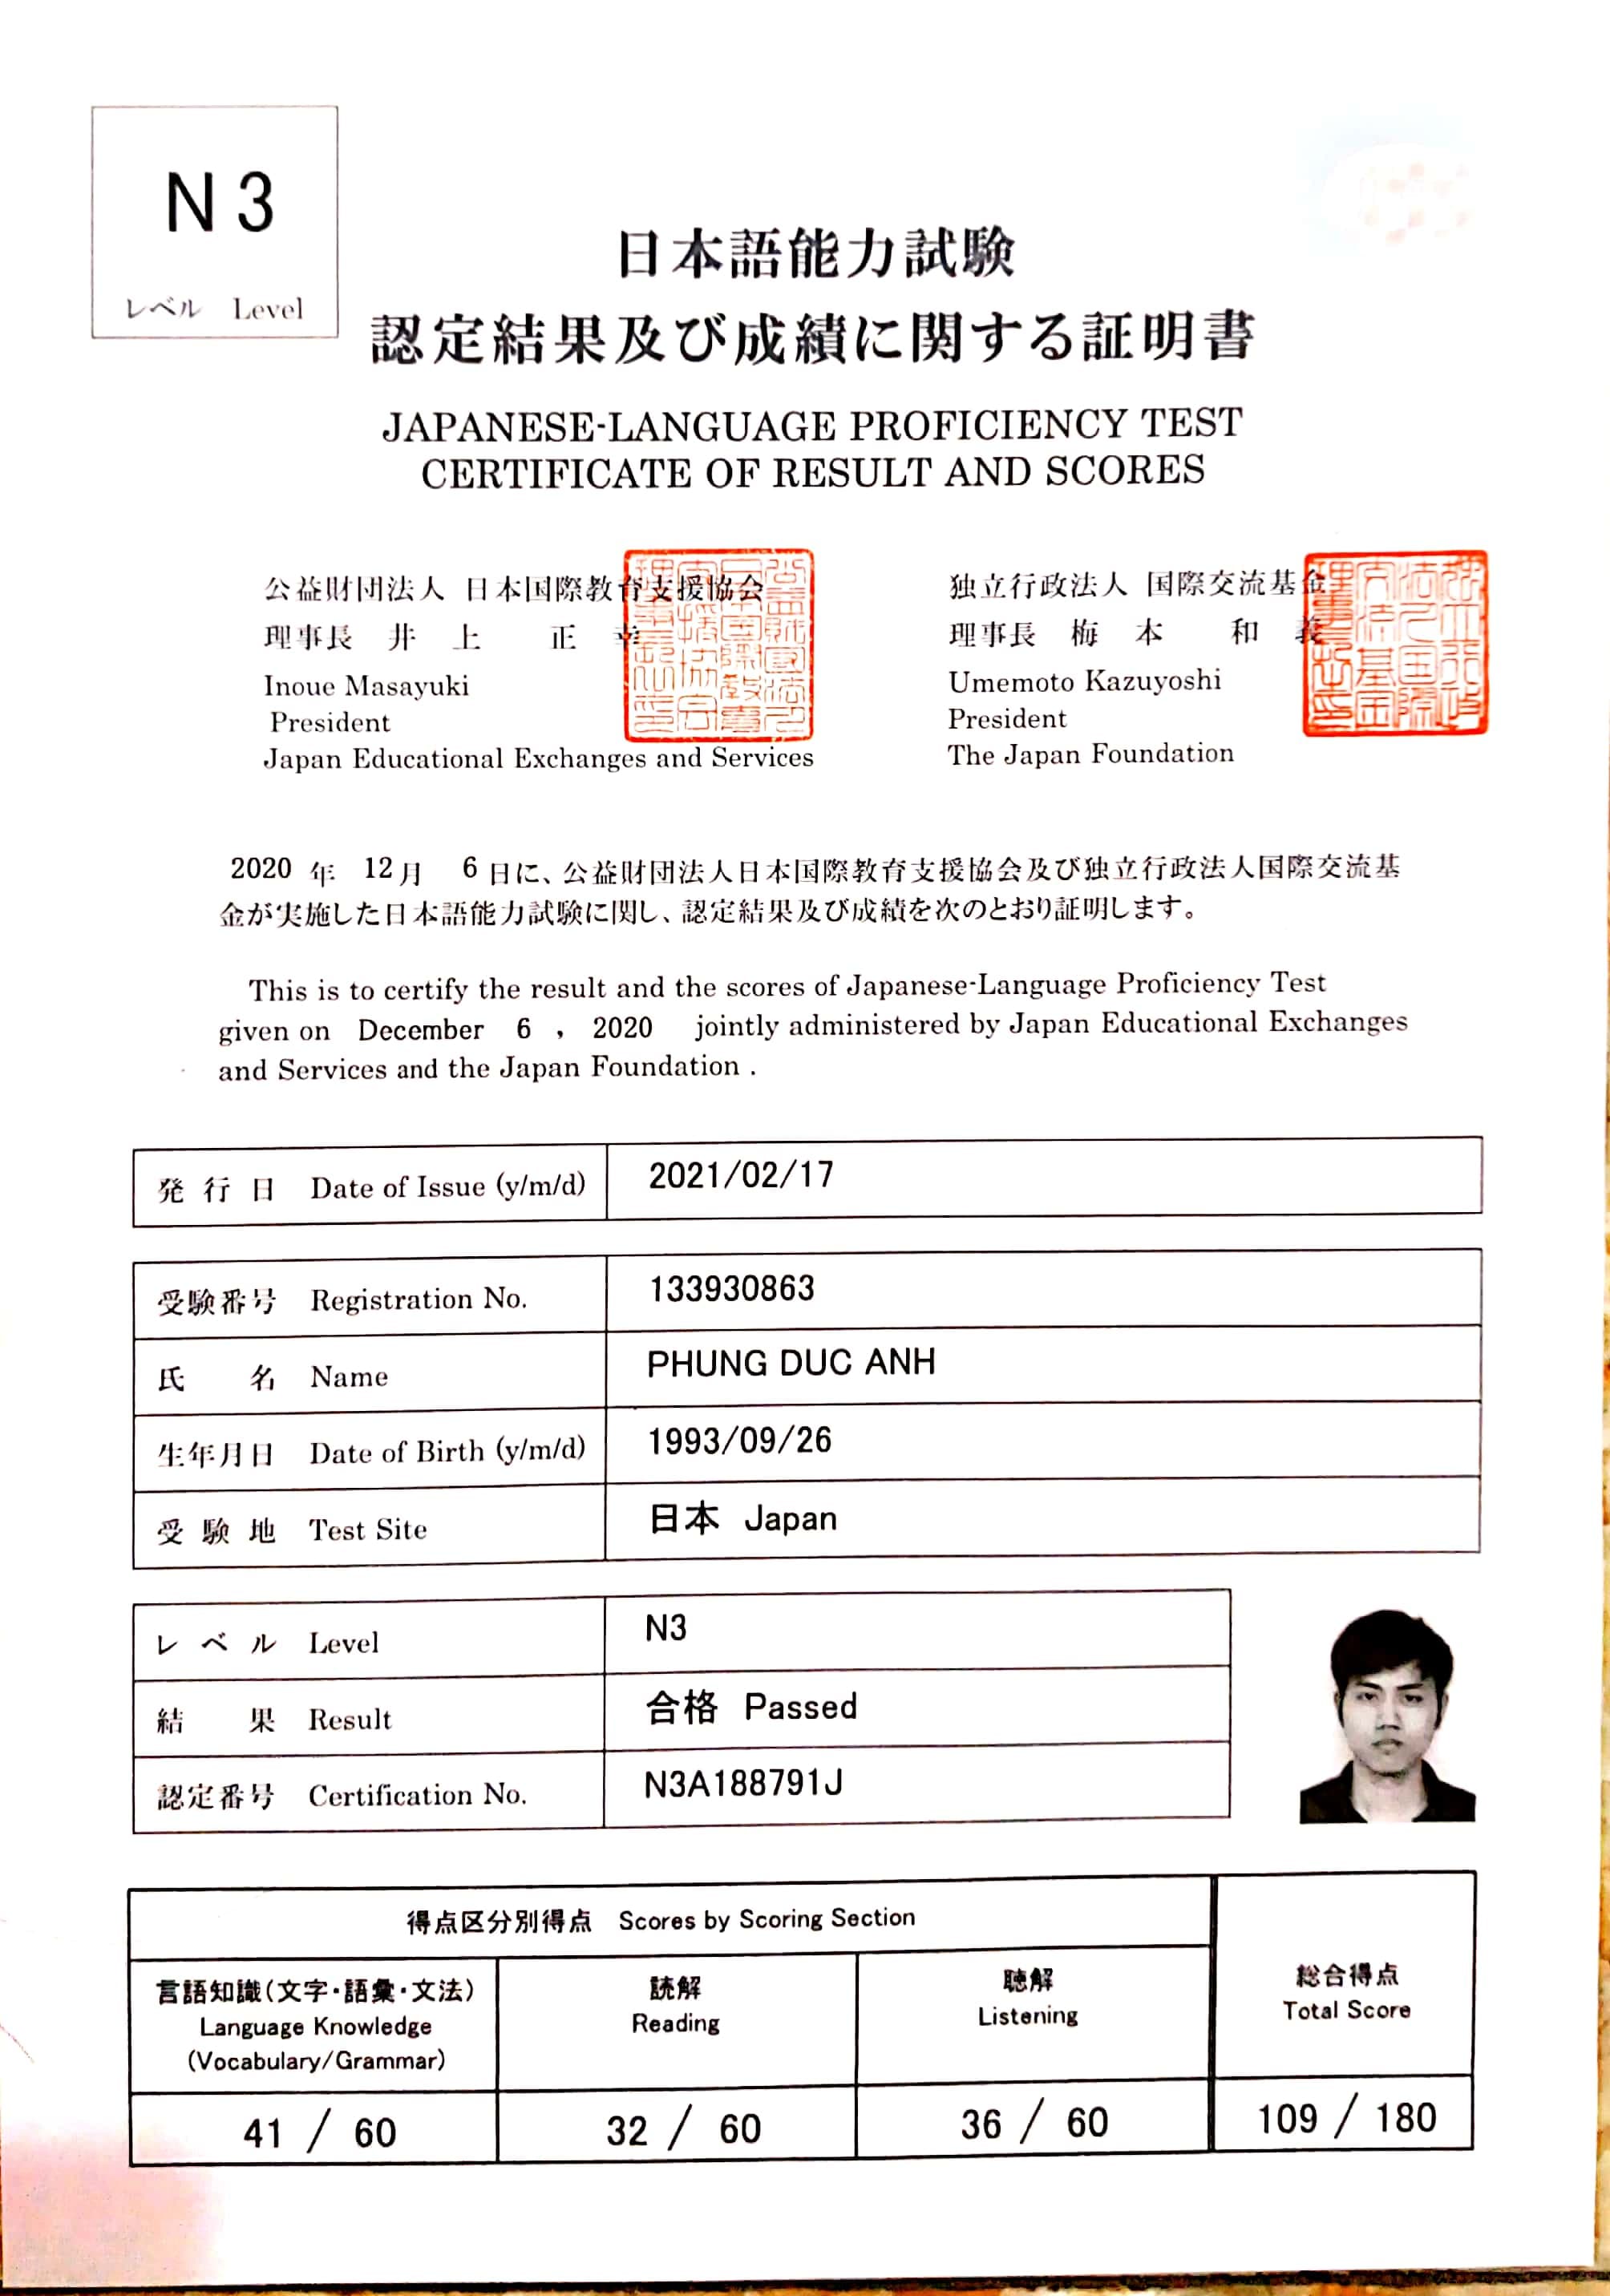 N3
レベル Level
日本語能力試験
認定結果及び成績に関する証明書
JAPANESE-LANGUAGE PROFICIENCY TEST
CERTIFICATE OF RESULT AND SCORES
公益財団法人 日本国際教育支援協会
理事長 井上 正幸
Inoue Masayuki
President
Japan Educational Exchanges and Services
独立行政法人 国際交流基金
理事長 梅本 和義
Umemoto Kazuyoshi
President
The Japan Foundation
2020 年 12月 6 日に、公益財団法人日本国際教育支援協会及び独立行政法人国際交流基
金が実施した日本語能力試験に関し、認定結果及び成績を次のとおり証明します。
This is to certify the result and the scores of Japanese-Language Proficiency Test
given on December 6 , 2020 jointly administered by Japan Educational Exchanges
and Services and the Japan Foundation .
発行日 Date of Issue (y/m/d) 2021/02/17
受験番号 Registration No. 133930863
氏名 Name PHUNG DUC ANH
生年月日 Date of Birth (y/m/d) 1993/09/26
受験地 Test Site 日本 Japan
レベル Level N3
結果 Result 合格 Passed
認定番号 Certification No. N3A188791J
得点区分別得点 Scores by Scoring Section
言語知識(文字・語彙・文法)
Language Knowledge
(Vocabulary/Grammar)
読解
Reading
聴解
Listening
総合得点
Total Score
41 / 60 32 / 60 36 / 60 109 / 180